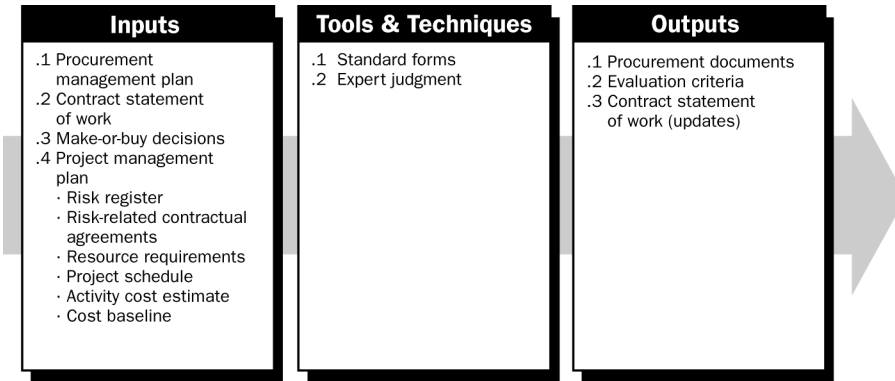 Inputs
.1 Procurement
management plan
.2 Contract statement
of work
.3 Make-or-buy decisions
.4 Project management
plan
· Risk register
· Risk-related contractual
agreements
· Resource requirements
· Project schedule
· Activity cost estimate
· Cost baseline
Tools & Techniques
.1 Standard forms
.2 Expert judgment
Outputs
.1 Procurement documents
.2 Evaluation criteria
.3 Contract statement
of work (updates)